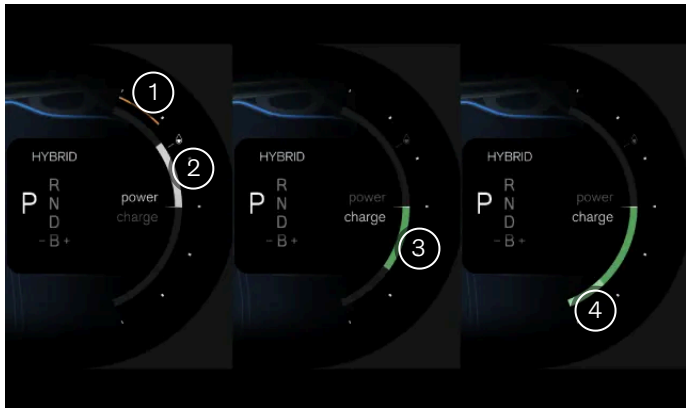 1
2
HYBRID
P
R
N
D
- B +
power
charge
HYBRID
P
R
N
D
- B +
power
charge
3
HYBRID
P
R
N
D
- B +
power
charge
4